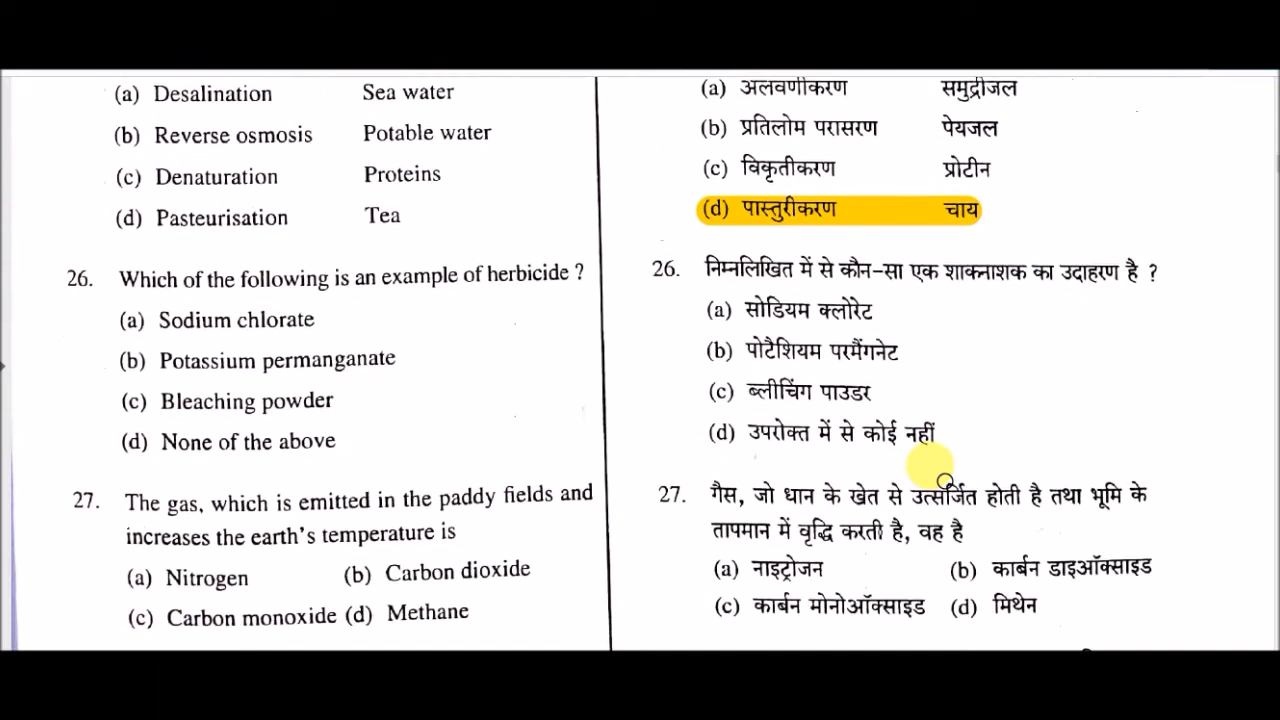 (a) Desalination Sea water
(b) Reverse osmosis Potable water
(c) Denaturation Proteins
(d) Pasteurisation Tea
26. Which of the following is an example of herbicide ?
(a) Sodium chlorate
(b) Potassium permanganate
(c) Bleaching powder
(d) None of the above
27. The gas, which is emitted in the paddy fields and
increases the earth's temperature is
(a) Nitrogen (b) Carbon dioxide
(c) Carbon monoxide (d) Methane
(a) अलवणीकरण समुद्रीजल
(b) प्रतिलोम परासरण पेयजल
(c) विकृतीकरण प्रोटीन
(d) पास्तुरीकरण चाय
26. निम्नलिखित में से कौन-सा एक शाकनाशक का उदाहरण है ?
(a) सोडियम क्लोरेट
(b) पोटैशियम परमैंगनेट
(c) ब्लीचिंग पाउडर
(d) उपरोक्त में से कोई नहीं
27. गैस, जो धान के खेत से उत्सर्जित होती है तथा भूमि के
तापमान में वृद्धि करती है, वह है
(a) नाइट्रोजन (b) कार्बन डाइऑक्साइड
(c) कार्बन मोनोऑक्साइड (d) मिथेन